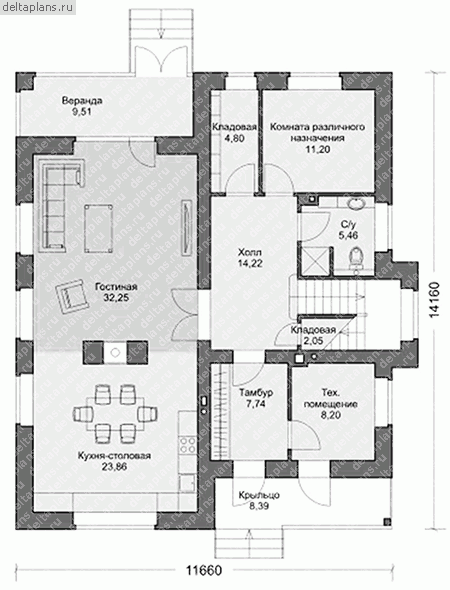 deltaplans.ru
Веранда
9,51
Кладовая
4,80
Комната различного
назначения
11,20
С/у
5,46
Холл
14,22
Гостиная
32,25
Кладовая
2,05
Тамбур
7,74
Тех.
помещение
8,20
Кухня-столовая
23,86
Крыльцо
8,39
14160
11660